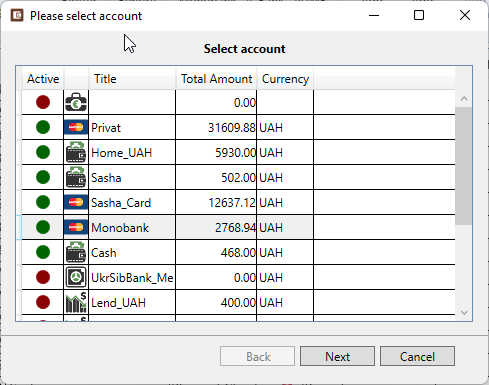 Please select account
Select account
Active Title Total Amount Currency
0.00
Privat 31609.88 UAH
Home_UAH 5930.00 UAH
Sasha 502.00 UAH
Sasha_Card 12637.12 UAH
Monobank 2768.94 UAH
Cash 468.00 UAH
UkrSibBank_Me 0.00 UAH
Lend_UAH 400.00 UAH
Back Next Cancel